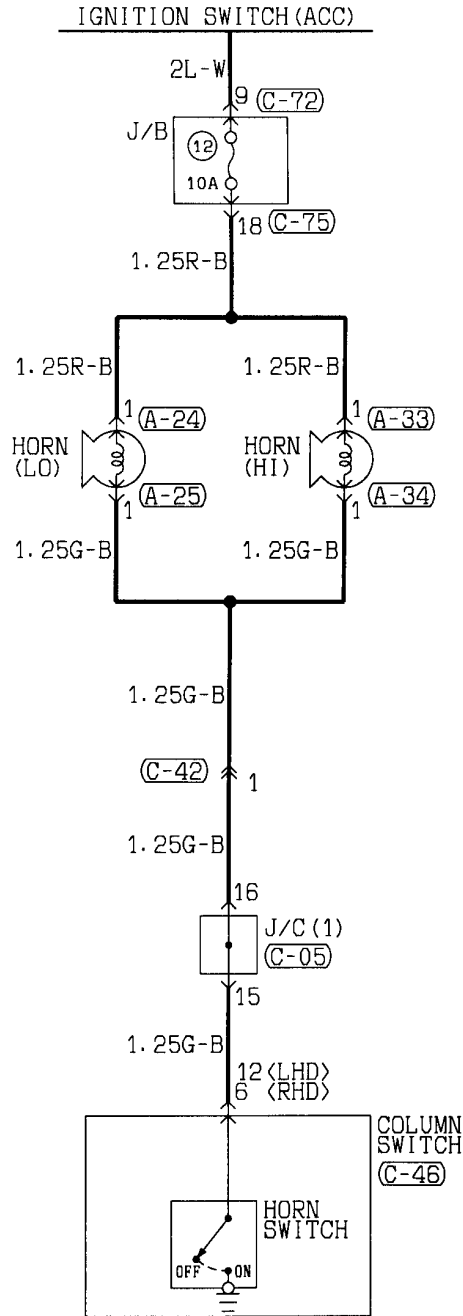 IGNITION SWITCH(ACC)
2L-W
9 C-72
J/B
12
10A
18 C-75
1.25R-B
1.25R-B
1.25R-B
1 A-24
1 A-33
HORN
(LO)
HORN
(HI)
A-25
1
A-34
1
1.25G-B
1.25G-B
1.25G-B
C-42
1
1.25G-B
16
J/C(1)
C-05
15
1.25G-B
12<LHD>
6 <RHD>
COLUMN
SWITCH
C-46
HORN
SWITCH
OFF
ON